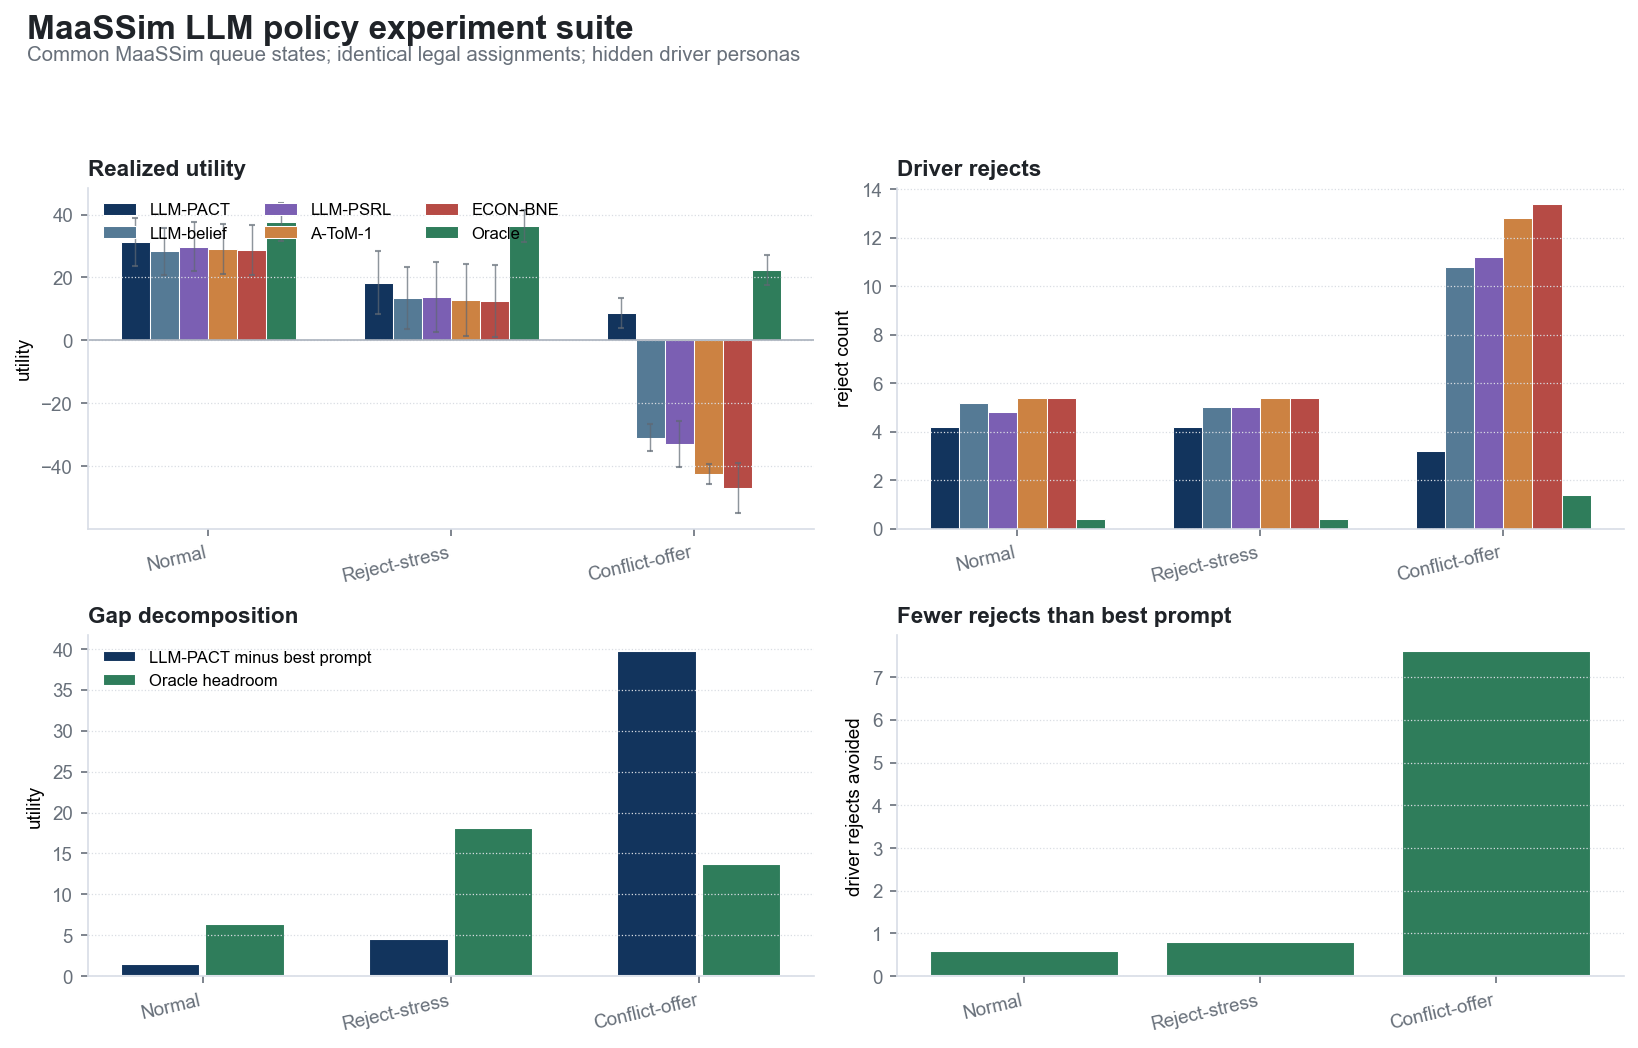 MaaSSim LLM policy experiment suite
Common MaaSSim queue states; identical legal assignments; hidden driver personas
Realized utility
LLM-PACT
LLM-PSRL
ECON-BNE
LLM-belief
A-ToM-1
Oracle
utility
40
20
0
−20
−40
Normal
Reject-stress
Conflict-offer
Driver rejects
reject count
14
12
10
8
6
4
2
0
Normal
Reject-stress
Conflict-offer
Gap decomposition
LLM-PACT minus best prompt
Oracle headroom
utility
40
35
30
25
20
15
10
5
0
Normal
Reject-stress
Conflict-offer
Fewer rejects than best prompt
driver rejects avoided
7
6
5
4
3
2
1
0
Normal
Reject-stress
Conflict-offer